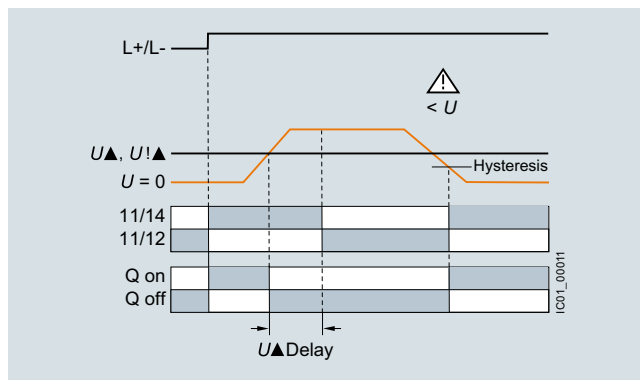 L+/L-
< U
U▲, U!▲
Hysteresis
U = 0
11/14
11/12
Q on
Q off
IC01_00011
U▲Delay